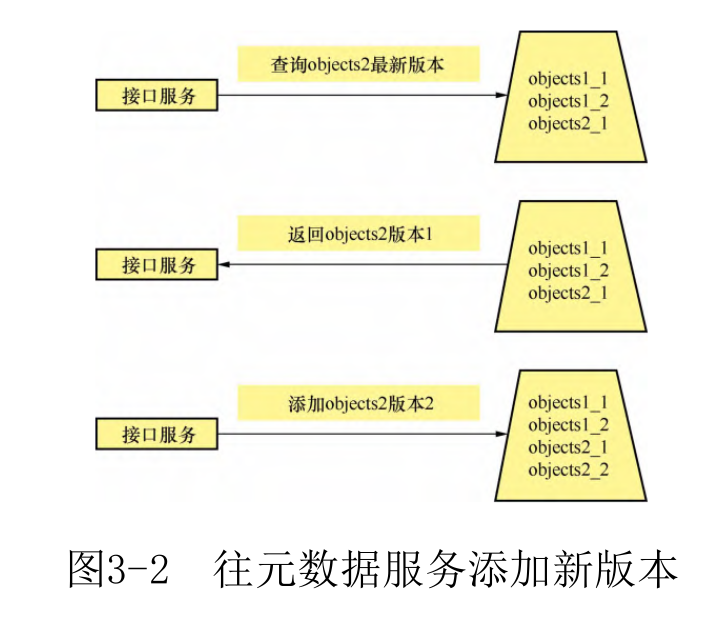 查询objects2最新版本
接口服务
objects1_1
objects1_2
objects2_1
返回objects2版本1
接口服务
objects1_1
objects1_2
objects2_1
添加objects2版本2
接口服务
objects1_1
objects1_2
objects2_1
objects2_2
图3-2 往元数据服务添加新版本